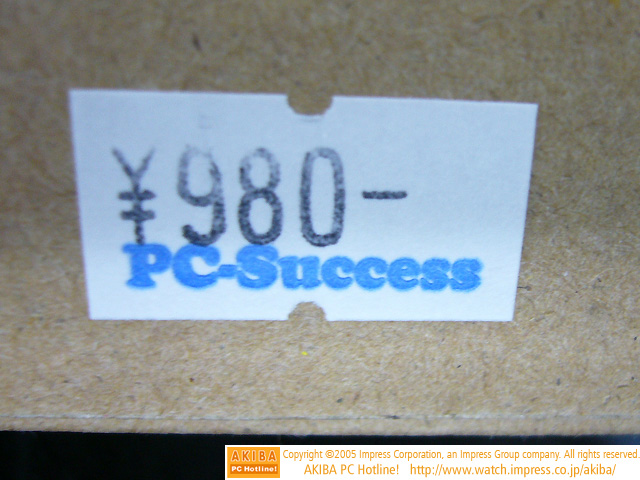 ¥980-
PC-Success
AKIBA
PC Hotline!
Copyright ©2005 Impress Corporation, an Impress Group company. All rights reserved.
AKIBA PC Hotline! http://www.watch.impress.co.jp/akiba/